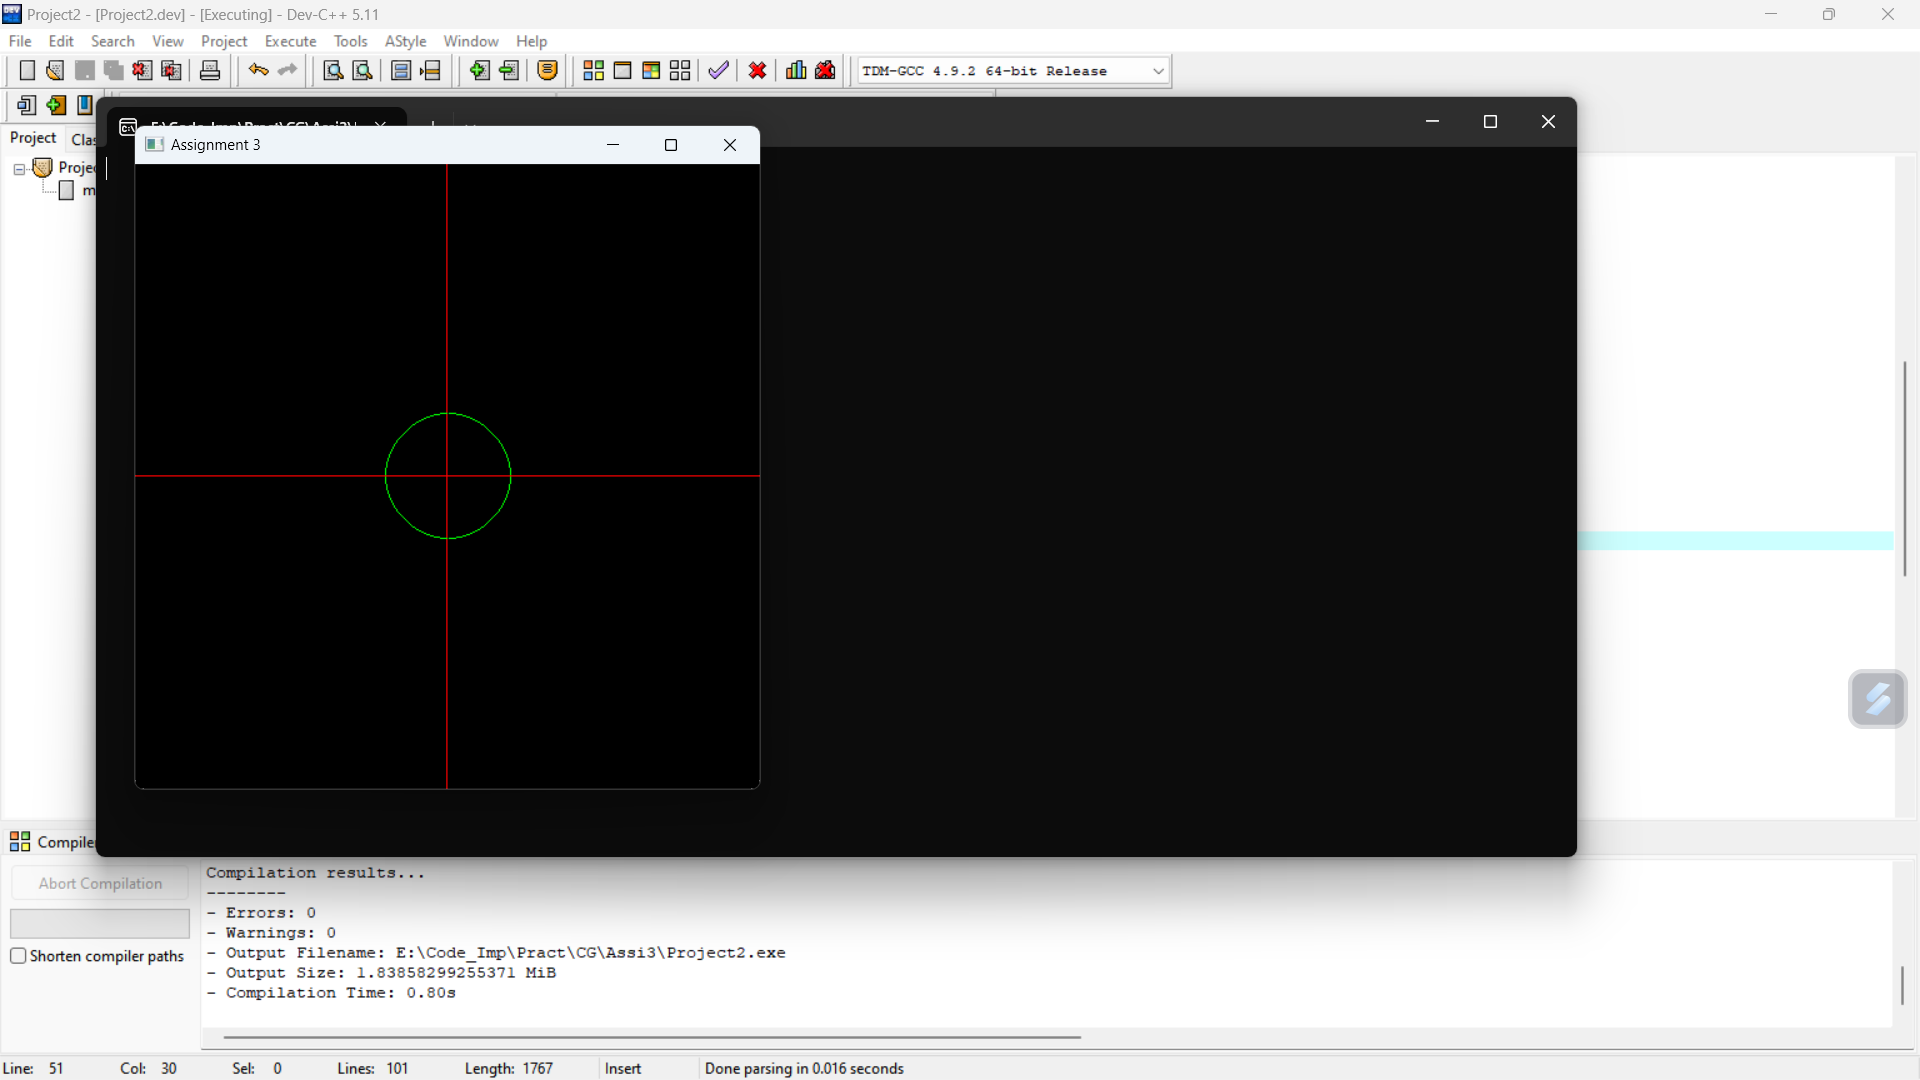 Project2 - [Project2.dev] - [Executing] - Dev-C++ 5.11
File Edit Search View Project Execute Tools AStyle Window Help
TDM-GCC 4.9.2 64-bit Release
Project Clas
Assignment 3
Projec
m
Compiler
Abort Compilation
Shorten compiler paths
Compilation results...
--------
- Errors: 0
- Warnings: 0
- Output Filename: E:\Code_Imp\Pract\CG\Assi3\Project2.exe
- Output Size: 1.83858299255371 MiB
- Compilation Time: 0.80s
Line: 51 Col: 30 Sel: 0 Lines: 101 Length: 1767 Insert Done parsing in 0.016 seconds